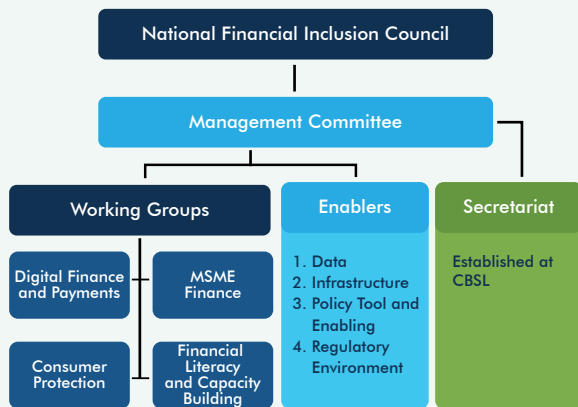 National Financial Inclusion Council
Management Committee
Working Groups
Digital Finance
and Payments
MSME
Finance
Consumer
Protection
Financial
Literacy
and Capacity
Building
Enablers
1. Data
2. Infrastructure
3. Policy Tool and
Enabling
4. Regulatory
Environment
Secretariat
Established at
CBSL